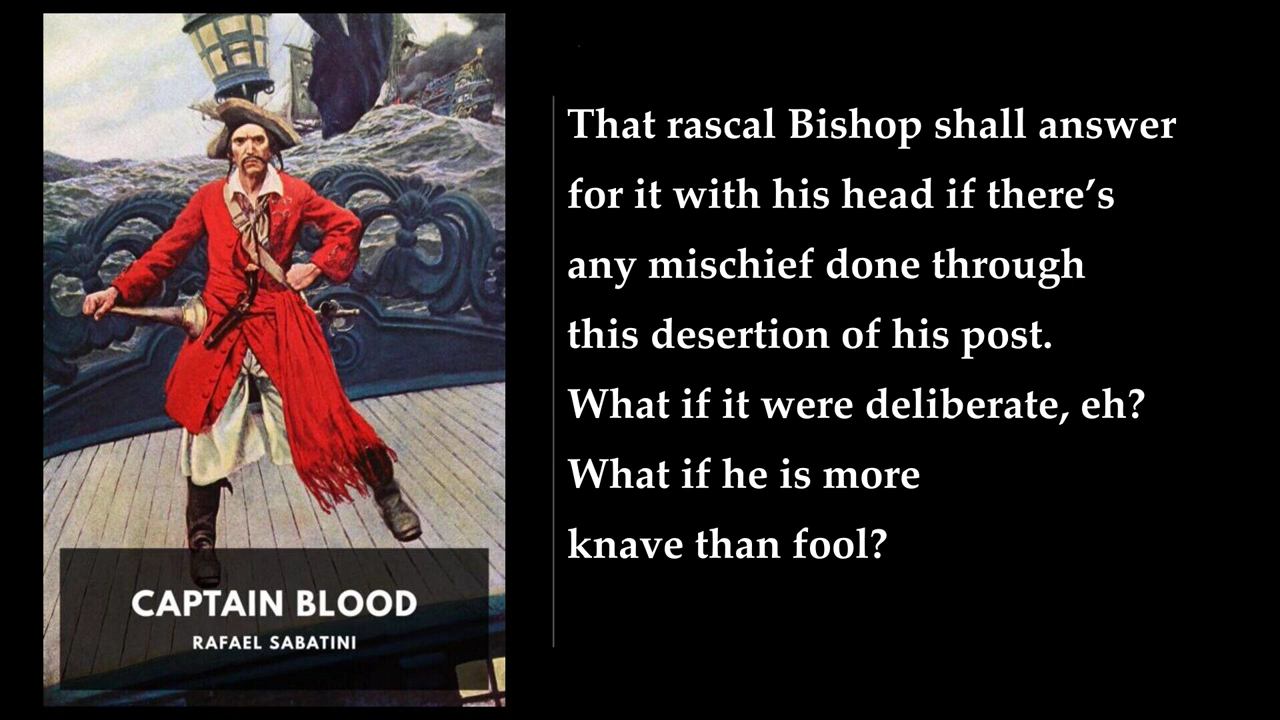 CAPTAIN BLOOD
RAFAEL SABATINI
That rascal Bishop shall answer
for it with his head if there’s
any mischief done through
this desertion of his post.
What if it were deliberate, eh?
What if he is more
knave than fool?